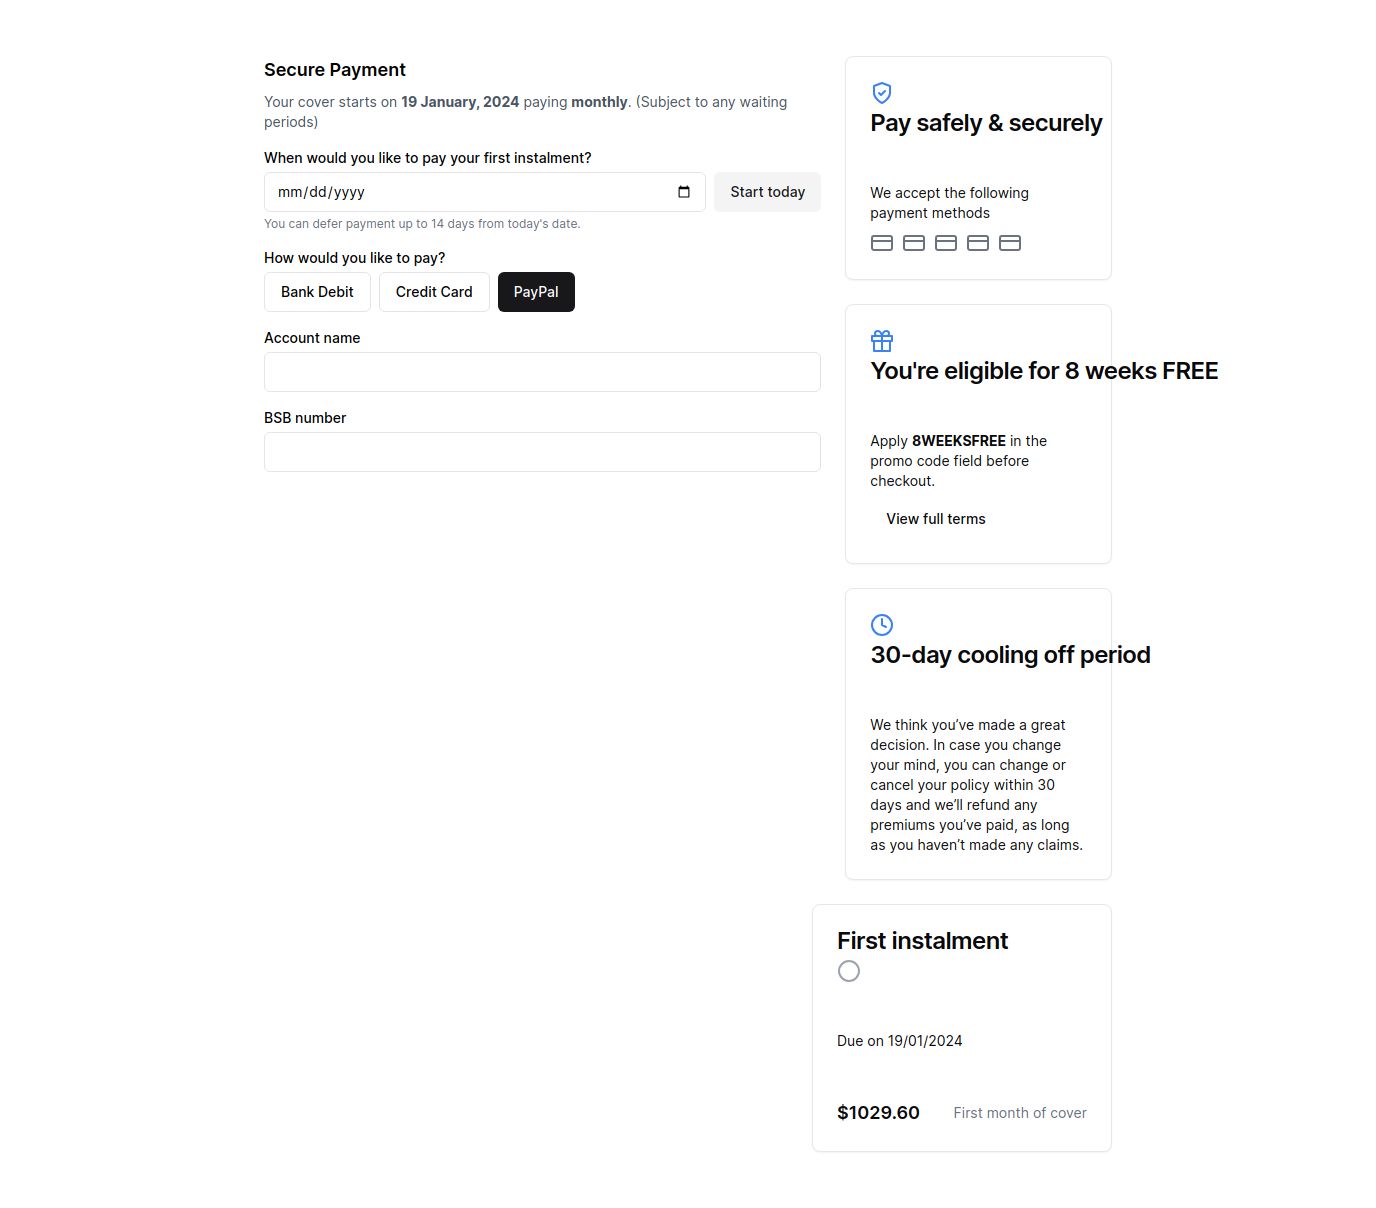 Secure Payment
Your cover starts on 19 January, 2024 paying monthly. (Subject to any waiting
periods)
When would you like to pay your first instalment?
mm/dd/yyyy
Start today
You can defer payment up to 14 days from today's date.
How would you like to pay?
Bank Debit
Credit Card
PayPal
Account name
BSB number
Pay safely & securely
We accept the following
payment methods
You're eligible for 8 weeks FREE
Apply 8WEEKSFREE in the
promo code field before
checkout.
View full terms
30-day cooling off period
We think you’ve made a great
decision. In case you change
your mind, you can change or
cancel your policy within 30
days and we’ll refund any
premiums you’ve paid, as long
as you haven’t made any claims.
First instalment
Due on 19/01/2024
$1029.60
First month of cover